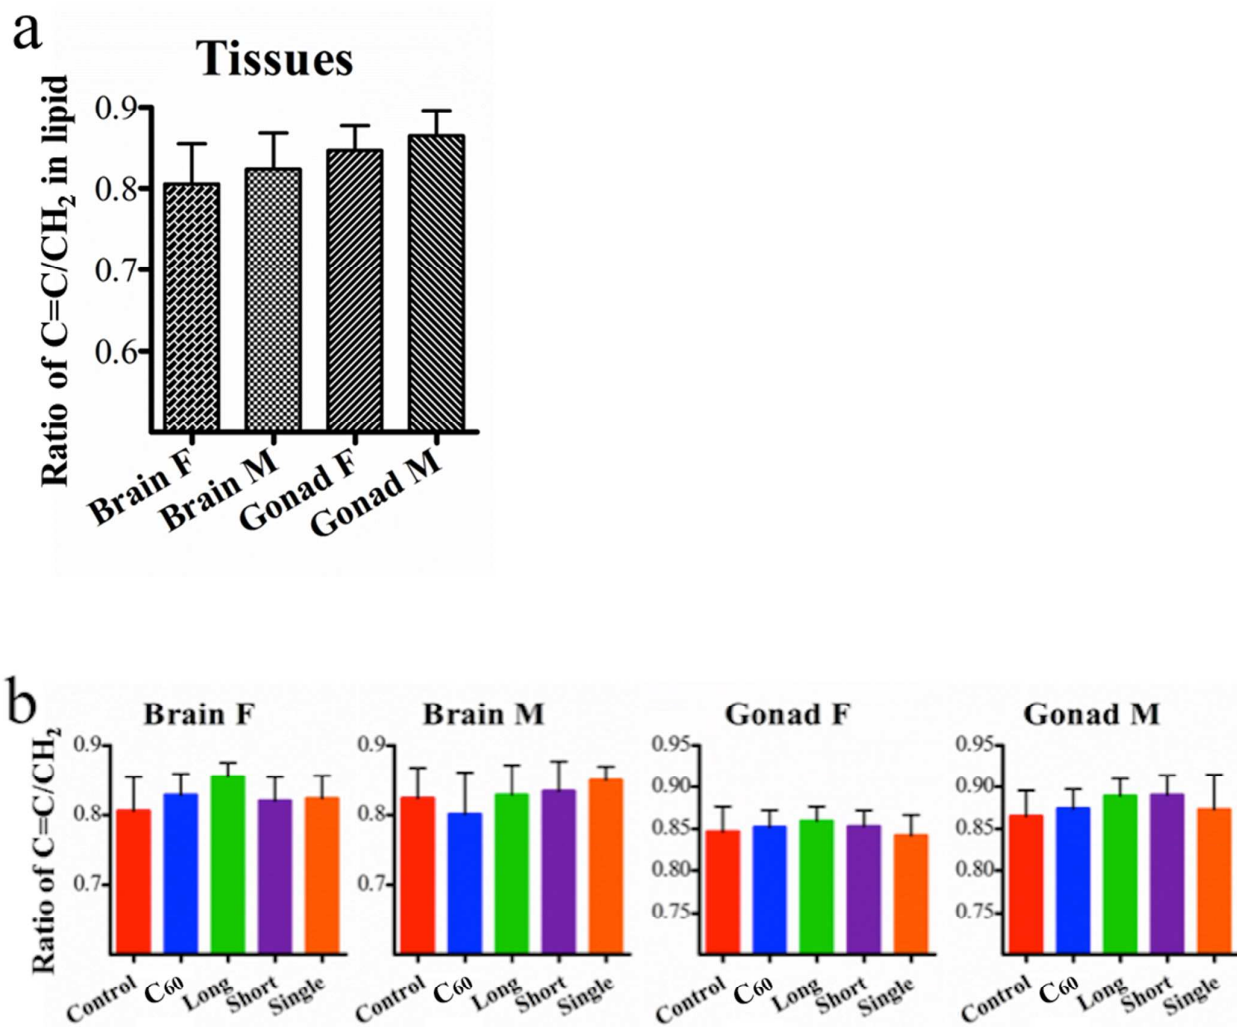 a
Tissues
Ratio of C=C/CH₂ in lipid
0.9
0.8
0.7
0.6
Brain F
Brain M
Gonad F
Gonad M
b
Ratio of C=C/CH₂
Brain F
0.9
0.8
0.7
Control
C60
Long
Short
Single
Brain M
0.9
0.8
0.7
Control
C60
Long
Short
Single
Gonad F
0.95
0.90
0.85
0.80
0.75
Control
C60
Long
Short
Single
Gonad M
0.95
0.90
0.85
0.80
0.75
Control
C60
Long
Short
Single